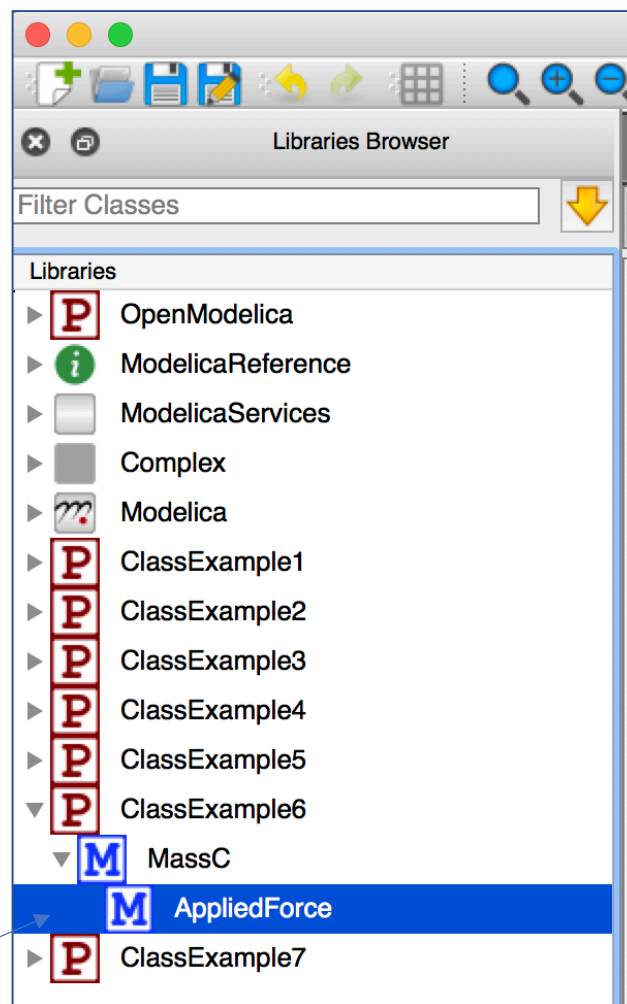 Libraries Browser
Filter Classes
Libraries
P OpenModelica
i ModelicaReference
ModelicaServices
Complex
m Modelica
P ClassExample1
P ClassExample2
P ClassExample3
P ClassExample4
P ClassExample5
P ClassExample6
M MassC
M AppliedForce
P ClassExample7